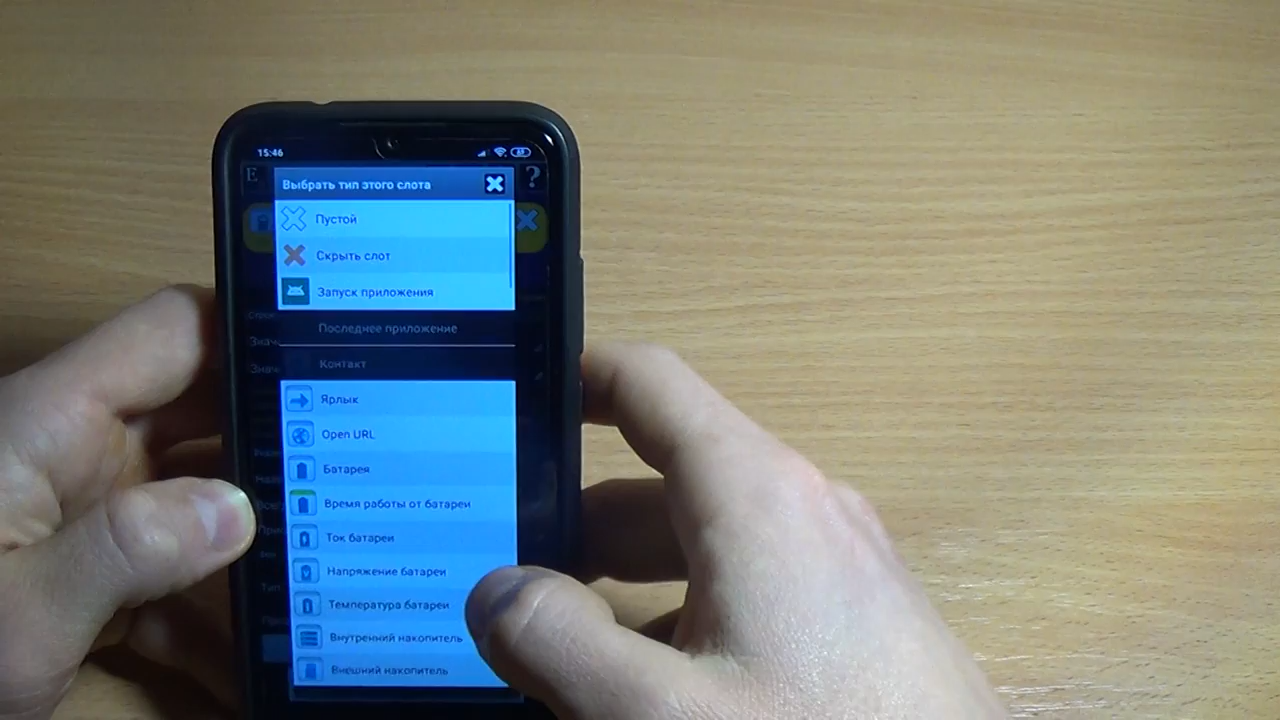 15:46
63
E
Выбрать тип этого слота
?
Пустой
Скрыть слот
Запуск приложения
Последнее приложение
Контакт
Ярлык
Open URL
Батарея
Время работы от батареи
Ток батареи
Напряжение батареи
Температура батареи
Внутренний накопитель
Внешний накопитель